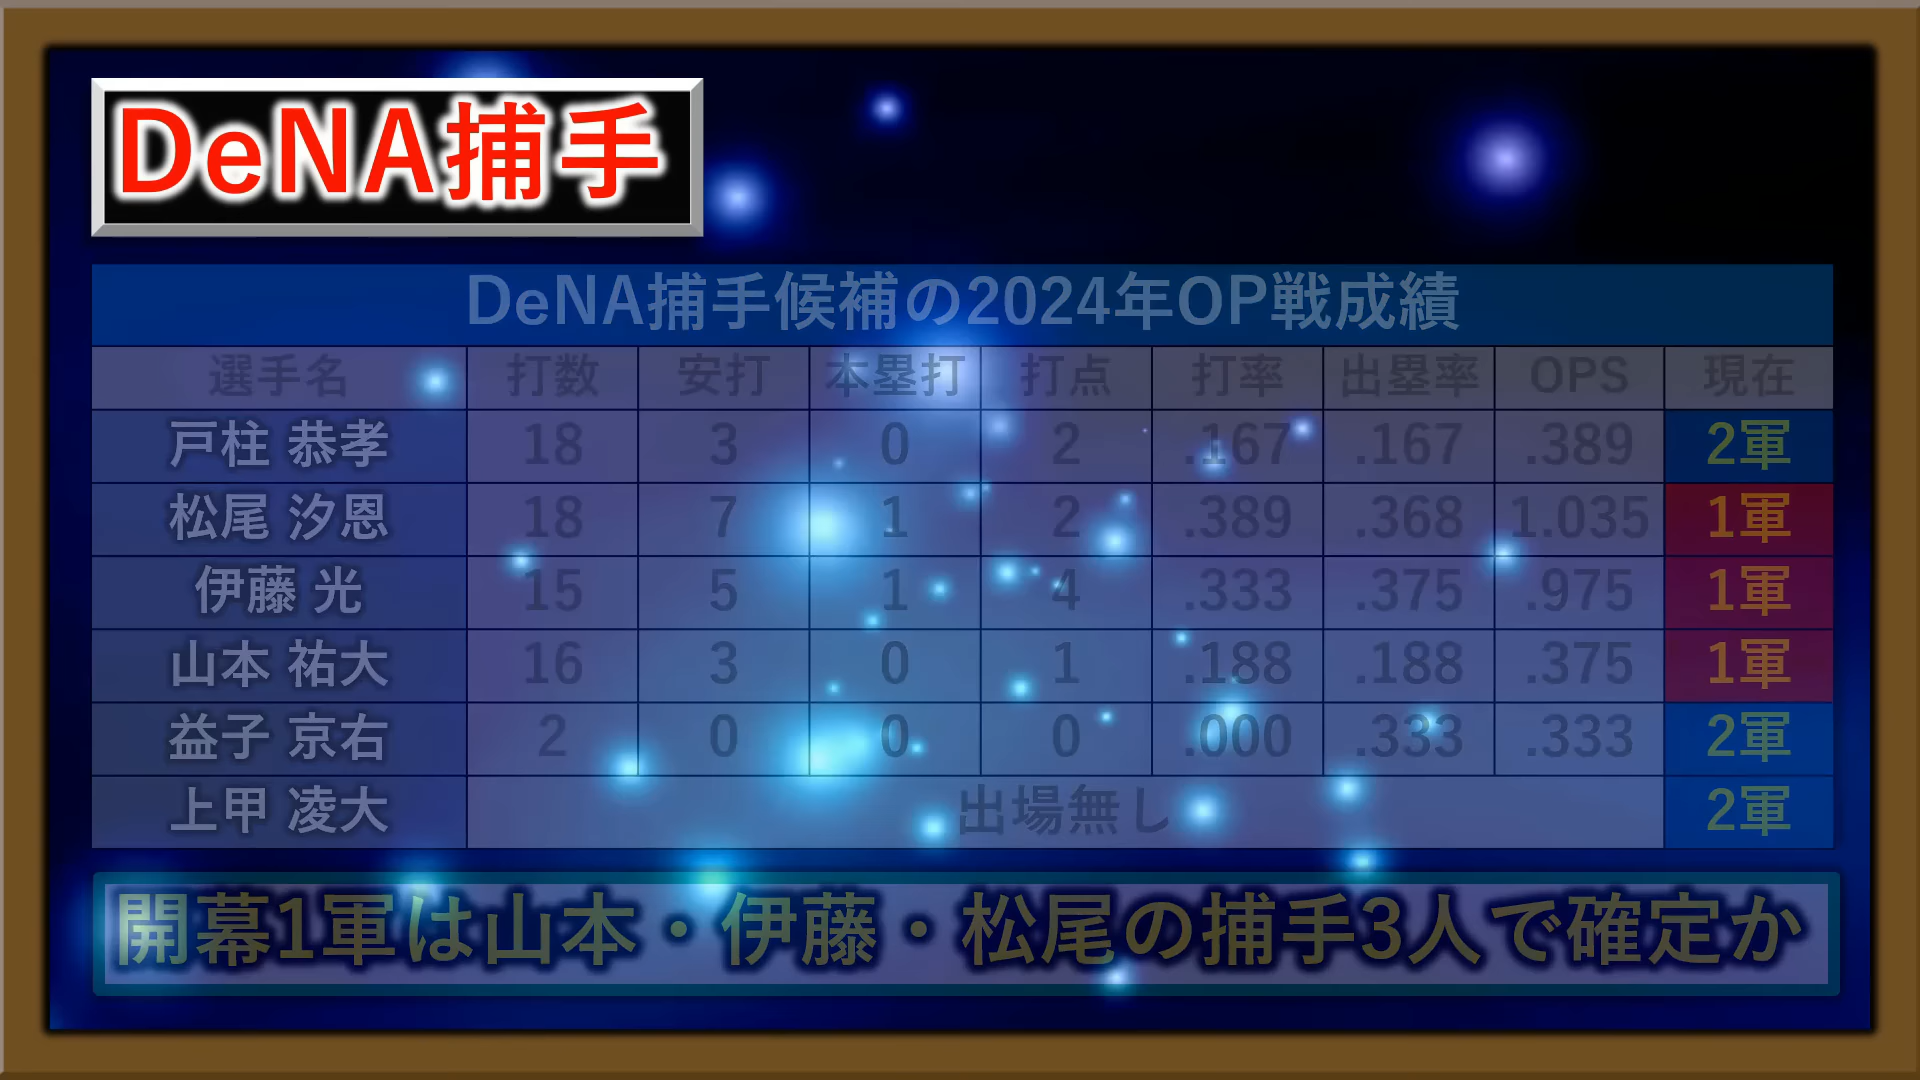 DeNA捕手
DeNA捕手候補の2024年OP戦成績
選手名 打数 安打 本塁打 打点 打率 出塁率 OPS 現在
戸柱 恭孝 18 3 0 2 .167 .167 .389 2軍
松尾 汐恩 18 7 1 2 .389 .368 1.035 1軍
伊藤 光 15 5 1 4 .333 .375 .975 1軍
山本 祐大 16 3 0 1 .188 .188 .375 1軍
益子 京右 2 0 0 0 .000 .333 .333 2軍
上甲 凌大 出場無し 2軍
開幕1軍は山本・伊藤・松尾の捕手3人で確定か